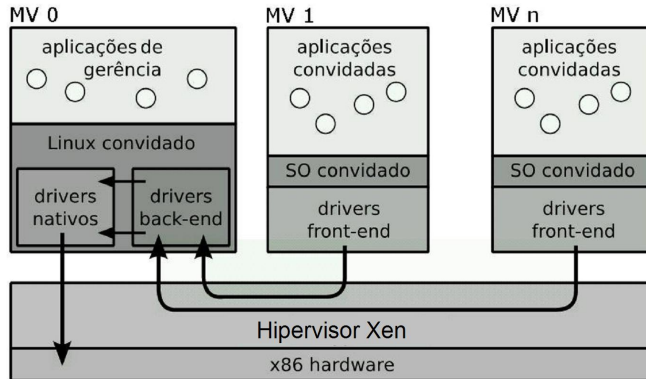 MV 0
MV 1
MV n
aplicações de
gerência
aplicações
convidadas
aplicações
convidadas
Linux convidado
SO convidado
SO convidado
drivers
nativos
drivers
back-end
drivers
front-end
drivers
front-end
Hipervisor Xen
x86 hardware